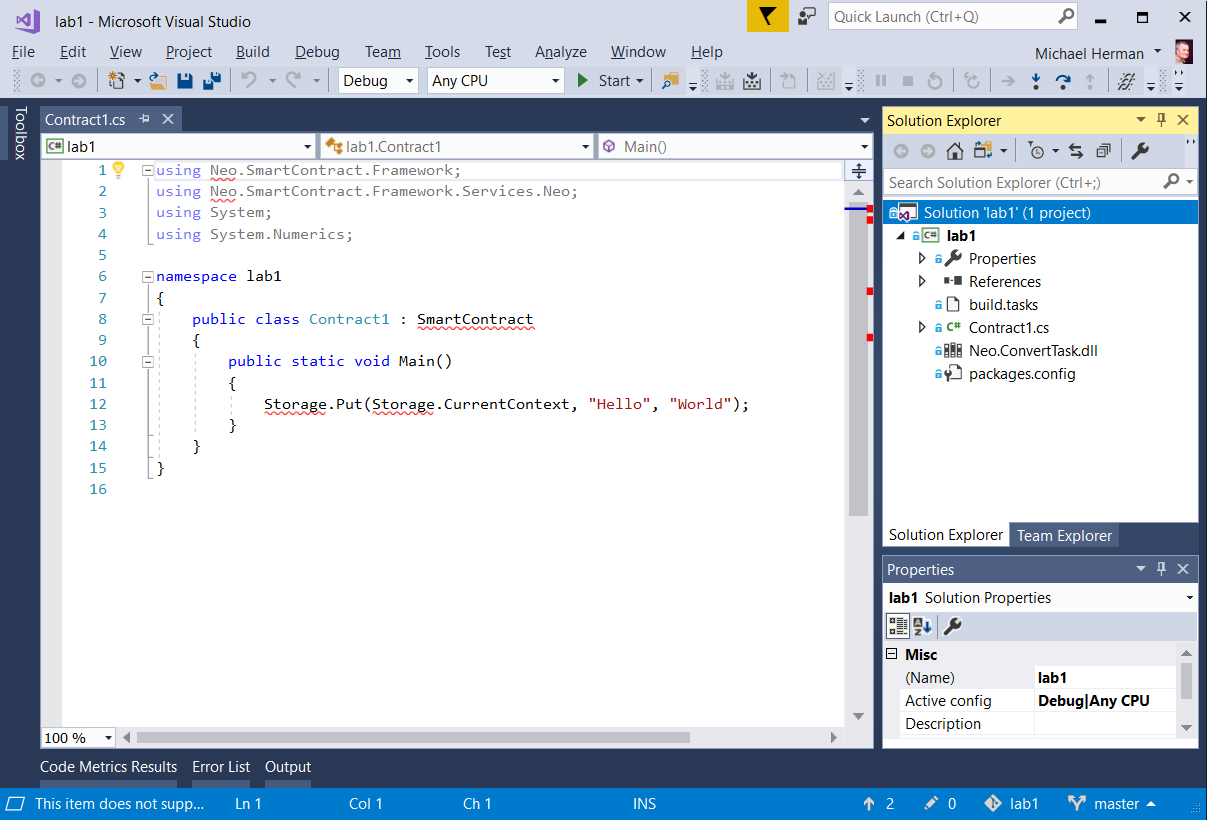 lab1 - Microsoft Visual Studio
Quick Launch (Ctrl+Q)
File Edit View Project Build Debug Team Tools Test Analyze Window Help
Michael Herman
Debug Any CPU Start
Toolbox
Contract1.cs
C# lab1 lab1.Contract1 Main()
1 using Neo.SmartContract.Framework;
2 using Neo.SmartContract.Framework.Services.Neo;
3 using System;
4 using System.Numerics;
5
6 namespace lab1
7 {
8 public class Contract1 : SmartContract
9 {
10 public static void Main()
11 {
12 Storage.Put(Storage.CurrentContext, "Hello", "World");
13 }
14 }
15 }
16
100 %
Solution Explorer
Search Solution Explorer (Ctrl+;)
Solution 'lab1' (1 project)
C# lab1
Properties
References
build.tasks
C# Contract1.cs
Neo.ConvertTask.dll
packages.config
Solution Explorer Team Explorer
Properties
lab1 Solution Properties
Misc
(Name) lab1
Active config Debug|Any CPU
Description
Code Metrics Results Error List Output
This item does not supp... Ln 1 Col 1 Ch 1 INS 2 0 lab1 master